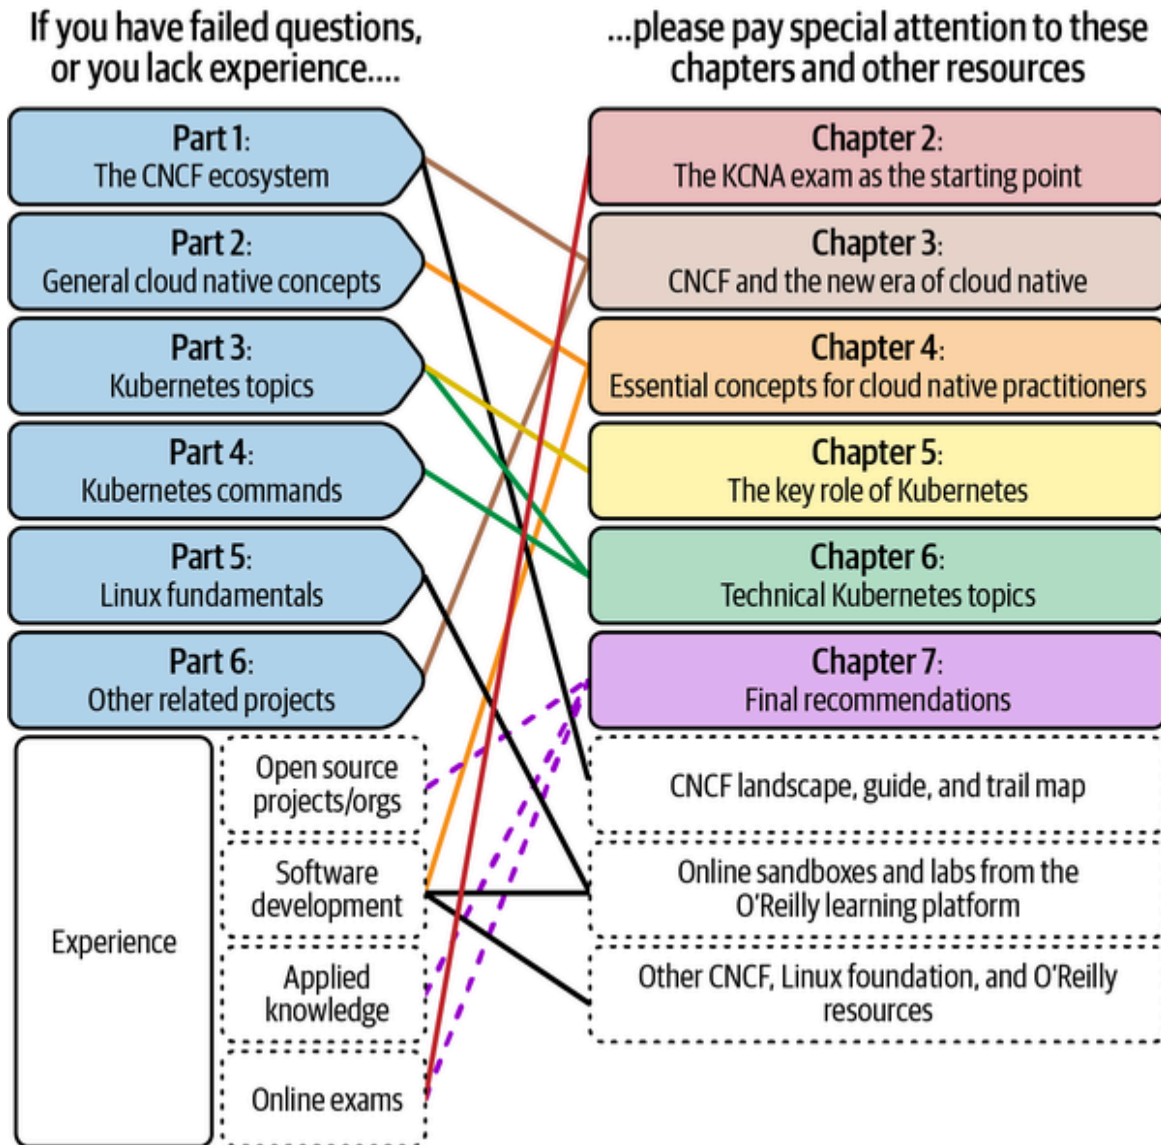 If you have failed questions,
or you lack experience....
...please pay special attention to these
chapters and other resources
Part 1:
The CNCF ecosystem
Part 2:
General cloud native concepts
Part 3:
Kubernetes topics
Part 4:
Kubernetes commands
Part 5:
Linux fundamentals
Part 6:
Other related projects
Experience
Open source
projects/orgs
Software
development
Applied
knowledge
Online exams
Chapter 2:
The KCNA exam as the starting point
Chapter 3:
CNCF and the new era of cloud native
Chapter 4:
Essential concepts for cloud native practitioners
Chapter 5:
The key role of Kubernetes
Chapter 6:
Technical Kubernetes topics
Chapter 7:
Final recommendations
CNCF landscape, guide, and trail map
Online sandboxes and labs from the
O'Reilly learning platform
Other CNCF, Linux foundation, and O'Reilly
resources